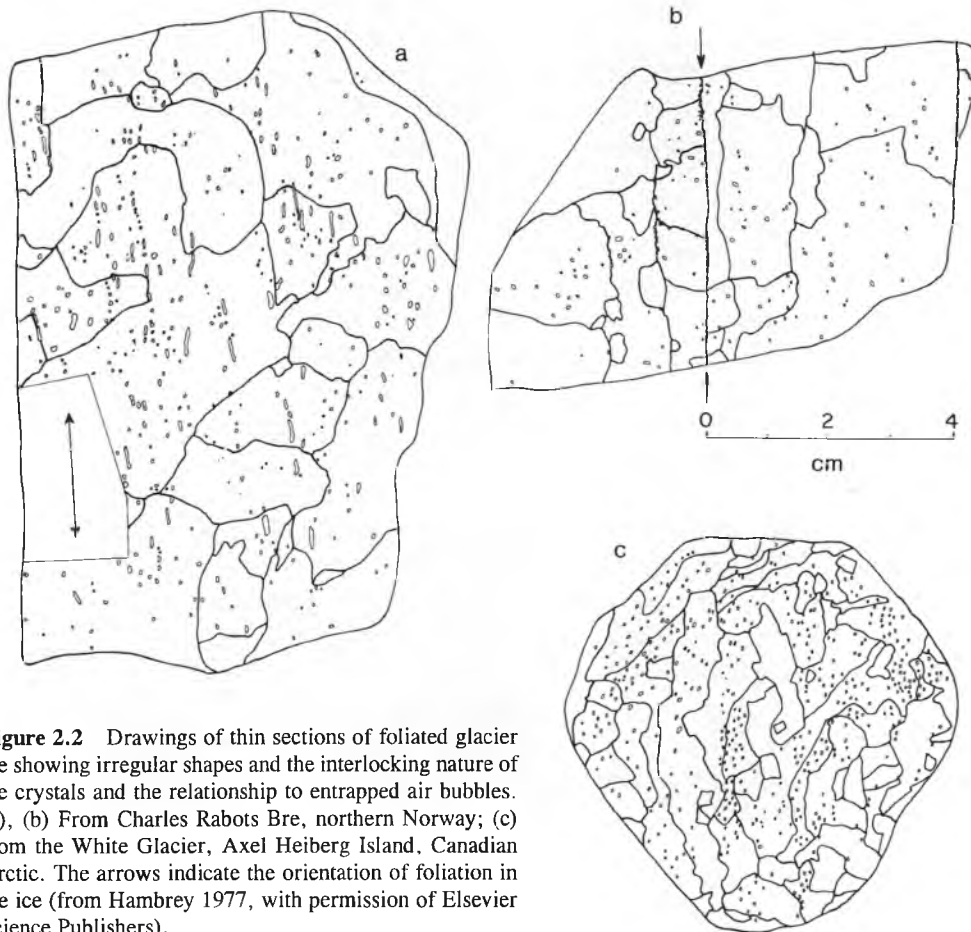 a
b
0 2 4
cm
c
igure 2.2 Drawings of thin sections of foliated glacier
e showing irregular shapes and the interlocking nature of
e crystals and the relationship to entrapped air bubbles.
), (b) From Charles Rabots Bre, northern Norway; (c)
om the White Glacier, Axel Heiberg Island, Canadian
rctic. The arrows indicate the orientation of foliation in
e ice (from Hambrey 1977, with permission of Elsevier
cience Publishers).